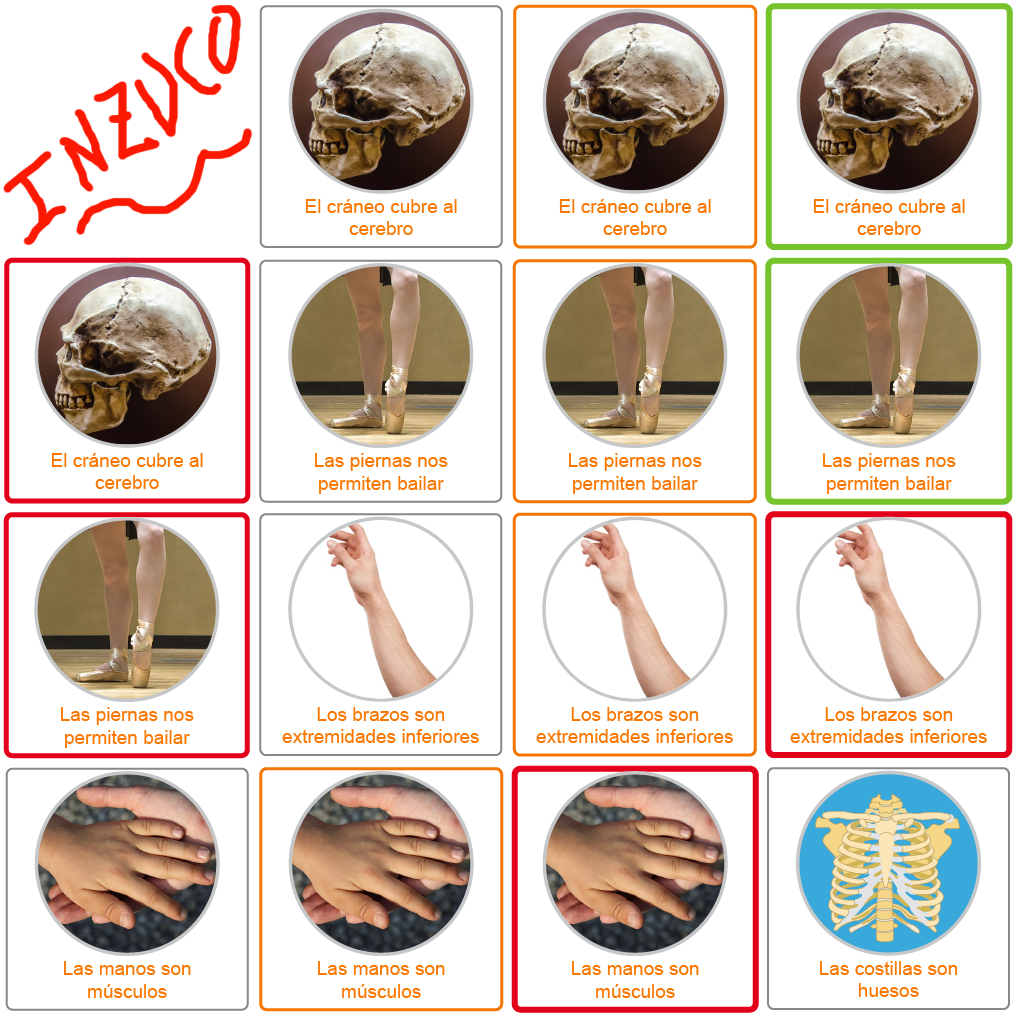 INZUCO
El cráneo cubre al
cerebro
El cráneo cubre al
cerebro
El cráneo cubre al
cerebro
El cráneo cubre al
cerebro
Las piernas nos
permiten bailar
Las piernas nos
permiten bailar
Las piernas nos
permiten bailar
Las piernas nos
permiten bailar
Los brazos son
extremidades inferiores
Los brazos son
extremidades inferiores
Los brazos son
extremidades inferiores
Las manos son
músculos
Las manos son
músculos
Las manos son
músculos
Las costillas son
huesos